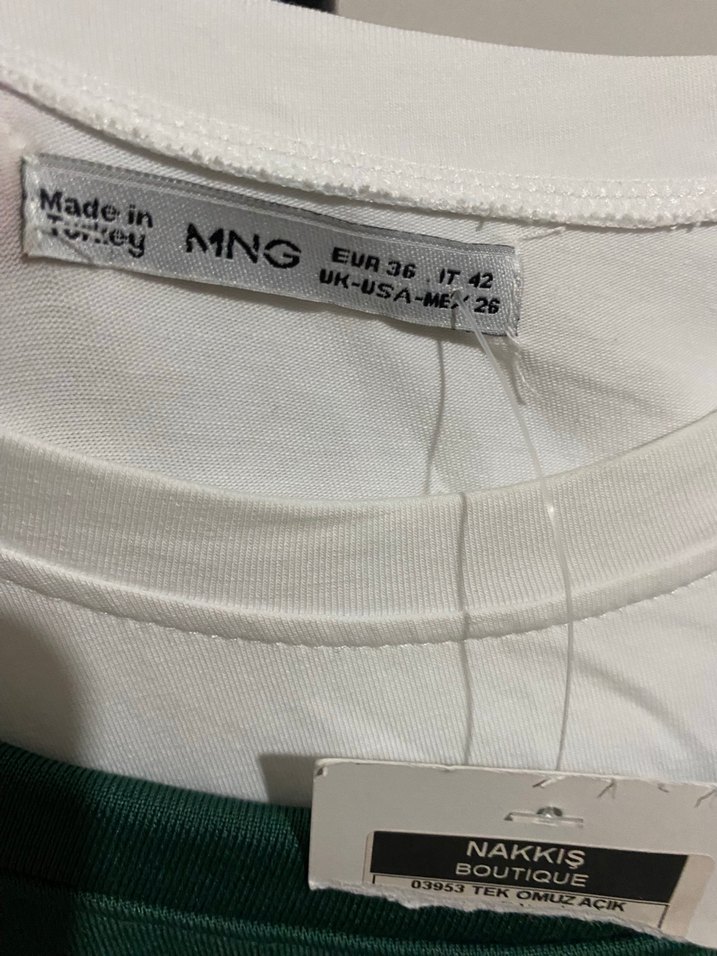 Made in
Turkey
MNG
EUR 36 . IT 42
UK-USA-MEX 26
NAKKIŞ
BOUTIQUE
03953 TEK OMUZ AÇIK